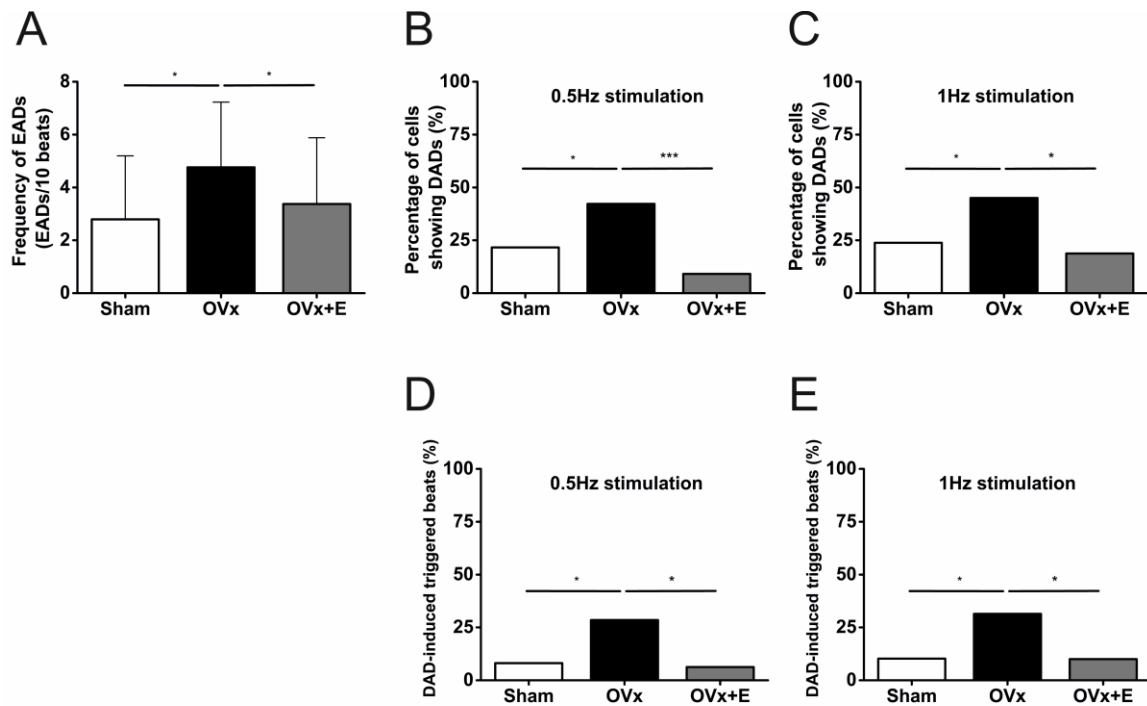 A
Frequency of EADs
(EADs/10 beats)
8
6
4
2
0
* *
Sham OVx OVx+E
B
Percentage of cells
showing DADs (%)
100
75
50
25
0
0.5Hz stimulation
* ***
Sham OVx OVx+E
C
Percentage of cells
showing DADs (%)
100
75
50
25
0
1Hz stimulation
* *
Sham OVx OVx+E
D
DAD-induced triggered beats (%)
100
75
50
25
0
0.5Hz stimulation
* *
Sham OVx OVx+E
E
DAD-induced triggered beats (%)
100
75
50
25
0
1Hz stimulation
* *
Sham OVx OVx+E